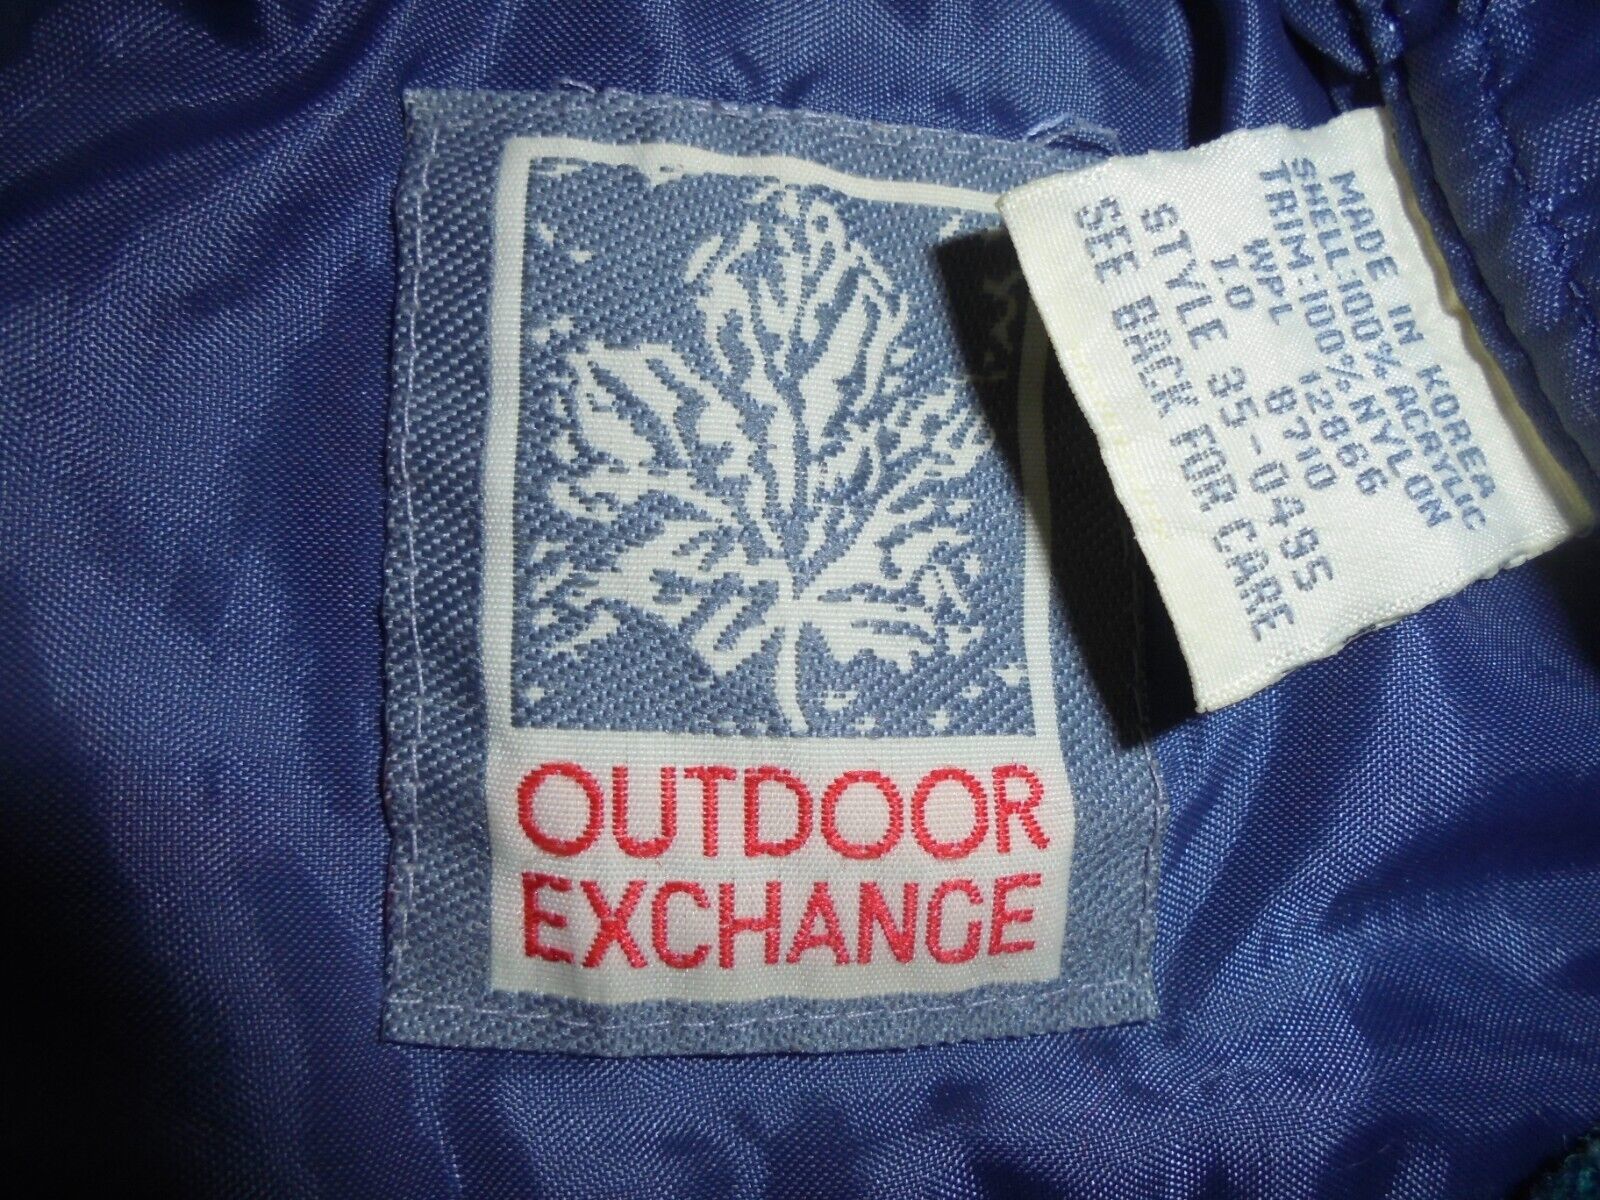 OUTDOOR
EXCHANGE
MADE IN KOREA
SHELL:100% ACRYLIC
TRIM:100% NYLON
WPL 12866
I.O 8710
STYLE 35-0495
SEE BACK FOR CARE